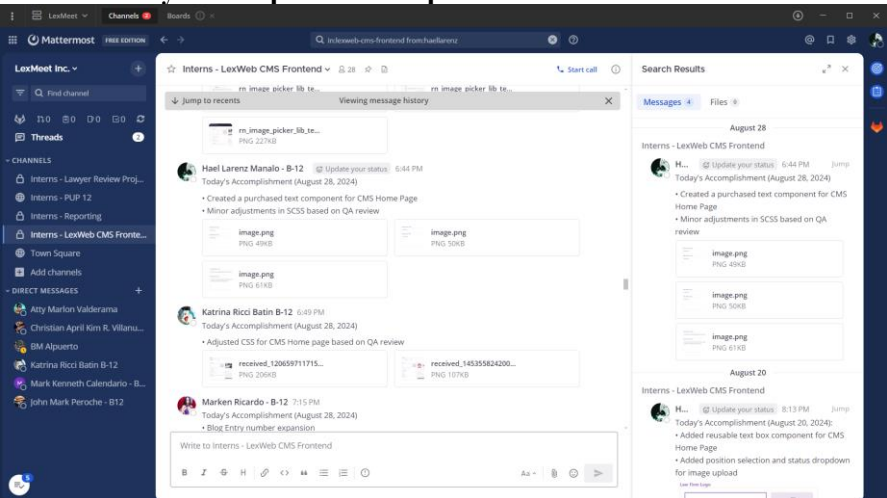 LexMeet
Channels
Boards
Mattermost FREE EDITION
in:lexweb-cms-frontend from:haellarenz
LexMeet Inc.
Find channel
Threads 2
CHANNELS
Interns - Lawyer Review Proj...
Interns - PUP 12
Interns - Reporting
Interns - LexWeb CMS Fronte...
Town Square
Add channels
DIRECT MESSAGES
Atty Marlon Valderama
Christian April Kim R. Villanu...
BM Alpuerto
Katrina Ricci Batin B-12
Mark Kenneth Calendario - B...
John Mark Peroche - B12
5
Interns - LexWeb CMS Frontend 28
Start call
rn_image_picker_lib_te... rn_image_picker_lib_te...
Jump to recents Viewing message history
rn_image_picker_lib_te...
PNG 227KB
Hael Larenz Manalo - B-12 Update your status 6:44 PM
Today's Accomplishment (August 28, 2024)
• Created a purchased text component for CMS Home Page
• Minor adjustments in SCSS based on QA review
image.png image.png
PNG 49KB PNG 50KB
image.png
PNG 61KB
Katrina Ricci Batin B-12 6:49 PM
Today's Accomplishment (August 28, 2024)
• Adjusted CSS for CMS Home page based on QA review
received_120659711715... received_145355824200...
PNG 206KB PNG 107KB
Marken Ricardo - B-12 7:15 PM
Today's Accomplishment (August 28, 2024)
• Blog Entry number expansion
Write to Interns - LexWeb CMS Frontend
B I S H
Aa
Search Results
Messages 4 Files
August 28
Interns - LexWeb CMS Frontend
H... Update your status 6:44 PM Jump
Today's Accomplishment (August 28, 2024)
• Created a purchased text component for CMS
Home Page
• Minor adjustments in SCSS based on QA
review
image.png
PNG 49KB
image.png
PNG 50KB
image.png
PNG 61KB
August 20
Interns - LexWeb CMS Frontend
H... Update your status 8:13 PM Jump
Today's Accomplishment (August 20, 2024):
• Added reusable text box component for CMS
Home Page
• Added position selection and status dropdown
for image upload